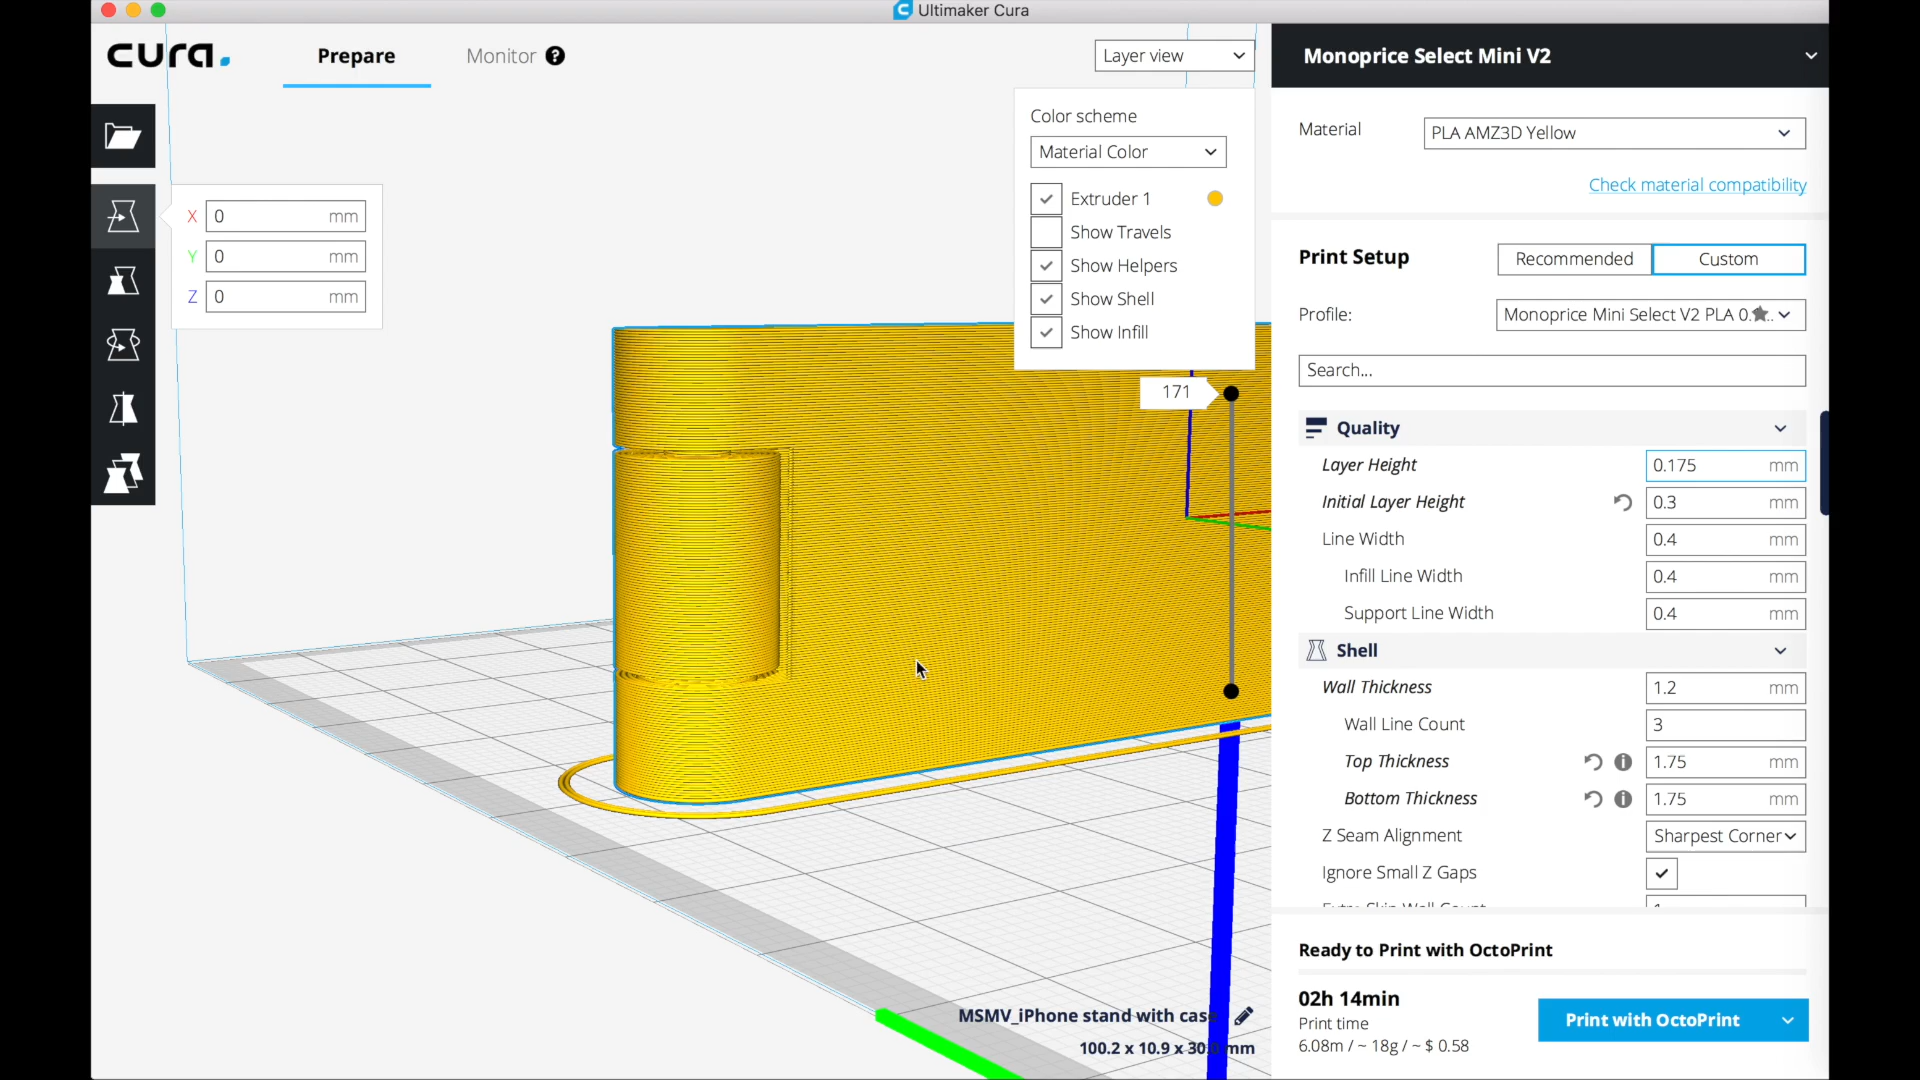 Ultimaker Cura
cura.
Prepare
Monitor ?
Layer view
Monoprice Select Mini V2
Color scheme
Material Color
Extruder 1
Show Travels
Show Helpers
Show Shell
Show Infill
X 0 mm
Y 0 mm
Z 0 mm
171
Material PLA AMZ3D Yellow
Check material compatibility
Print Setup Recommended Custom
Profile: Monoprice Mini Select V2 PLA 0...
Search...
Quality
Layer Height 0.175 mm
Initial Layer Height 0.3 mm
Line Width 0.4 mm
Infill Line Width 0.4 mm
Support Line Width 0.4 mm
Shell
Wall Thickness 1.2 mm
Wall Line Count 3
Top Thickness i 1.75 mm
Bottom Thickness i 1.75 mm
Z Seam Alignment Sharpest Corner
Ignore Small Z Gaps
MSMV_iPhone stand with case
100.2 x 10.9 x 30. mm
Ready to Print with OctoPrint
02h 14min
Print time
6.08m / ~ 18g / ~ $ 0.58
Print with OctoPrint